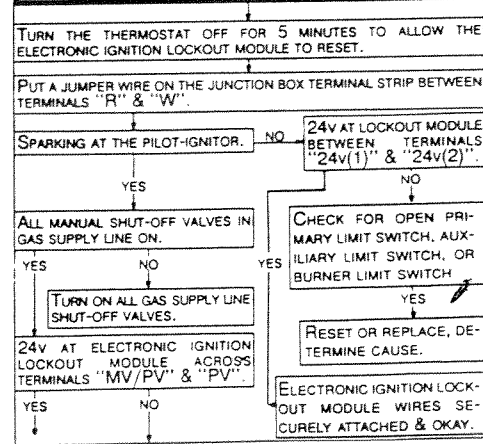 TURN THE THERMOSTAT OFF FOR 5 MINUTES TO ALLOW THE
ELECTRONIC IGNITION LOCKOUT MODULE TO RESET.
PUT A JUMPER WIRE ON THE JUNCTION BOX TERMINAL STRIP BETWEEN
TERMINALS "R" & "W".
SPARKING AT THE PILOT-IGNITOR.
NO
24V AT LOCKOUT MODULE
BETWEEN TERMINALS
"24V(1)" & "24V(2)".
YES
NO
ALL MANUAL SHUT-OFF VALVES IN
GAS SUPPLY LINE ON.
CHECK FOR OPEN PRI-
MARY LIMIT SWITCH, AUX-
ILIARY LIMIT SWITCH, OR
BURNER LIMIT SWITCH
YES
NO
YES
TURN ON ALL GAS SUPPLY LINE
SHUT-OFF VALVES.
YES
RESET OR REPLACE, DE-
TERMINE CAUSE.
24V AT ELECTRONIC IGNITION
LOCKOUT MODULE ACROSS
TERMINALS "MV/PV" & "PV".
YES
NO
ELECTRONIC IGNITION LOCK-
OUT MODULE WIRES SE-
CURELY ATTACHED & OKAY.